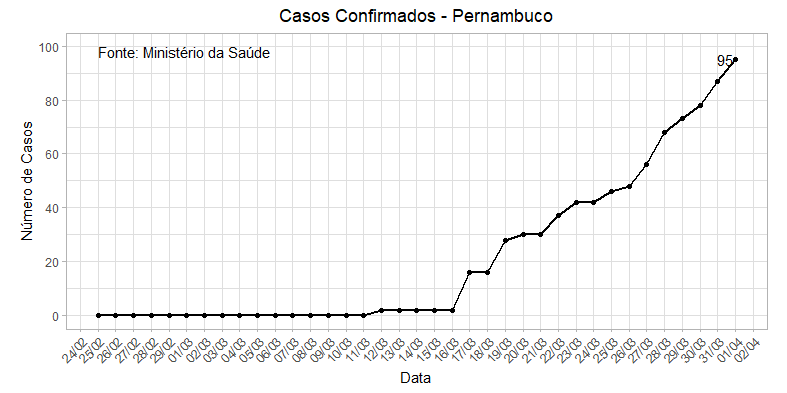 Casos Confirmados - Pernambuco
Fonte: Ministério da Saúde
95
100
80
60
40
20
0
Número de Casos
24/02 25/02 26/02 27/02 28/02 29/02 01/03 02/03 03/03 04/03 05/03 06/03 07/03 08/03 09/03 10/03 11/03 12/03 13/03 14/03 15/03 16/03 17/03 18/03 19/03 20/03 21/03 22/03 23/03 24/03 25/03 26/03 27/03 28/03 29/03 30/03 31/03 01/04 02/04
Data